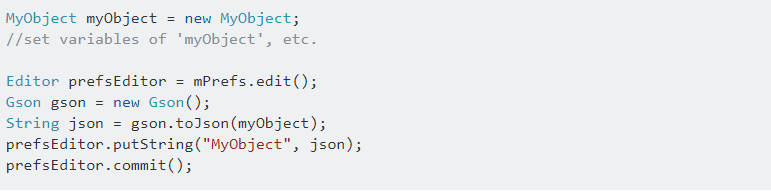 MyObject myObject = new MyObject;
//set variables of 'myObject', etc.
Editor prefsEditor = mPrefs.edit();
Gson gson = new Gson();
String json = gson.toJson(myObject);
prefsEditor.putString("MyObject", json);
prefsEditor.commit();